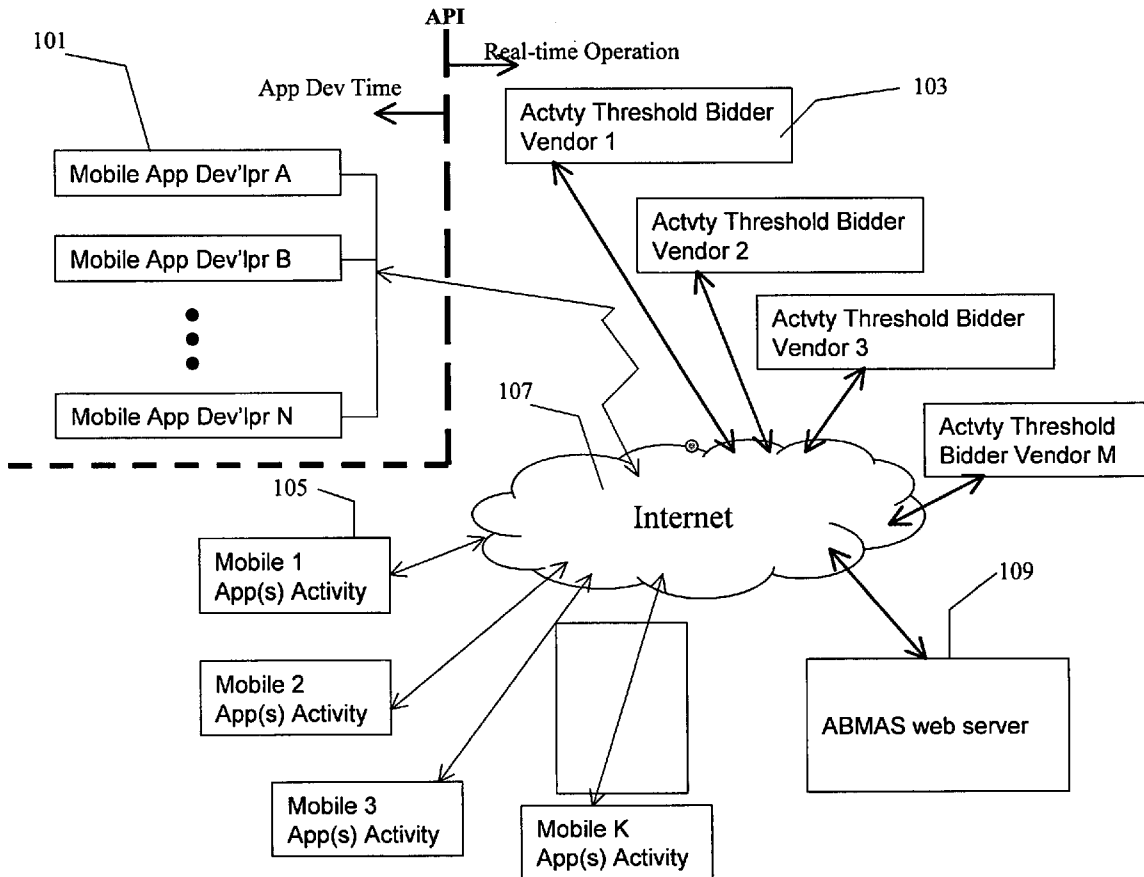 API
101
Real-time Operation
App Dev Time
103
Actvty Threshold Bidder
Vendor 1
Mobile App Dev'lpr A
Actvty Threshold Bidder
Vendor 2
Mobile App Dev'lpr B
Actvty Threshold Bidder
Vendor 3
107
Mobile App Dev'lpr N
Actvty Threshold
Bidder Vendor M
105
Internet
Mobile 1
App(s) Activity
109
Mobile 2
App(s) Activity
ABMAS web server
Mobile 3
App(s) Activity
Mobile K
App(s) Activity